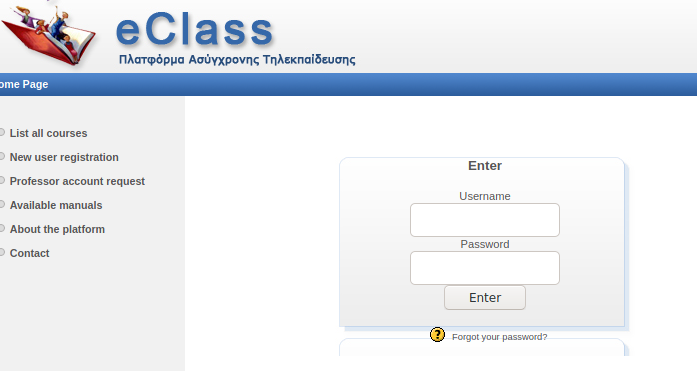 eClass
Πλατφόρμα Ασύγχρονης Τηλεκπαίδευσης
ome Page
List all courses
New user registration
Professor account request
Available manuals
About the platform
Contact
Enter
Username
Password
Enter
? Forgot your password?